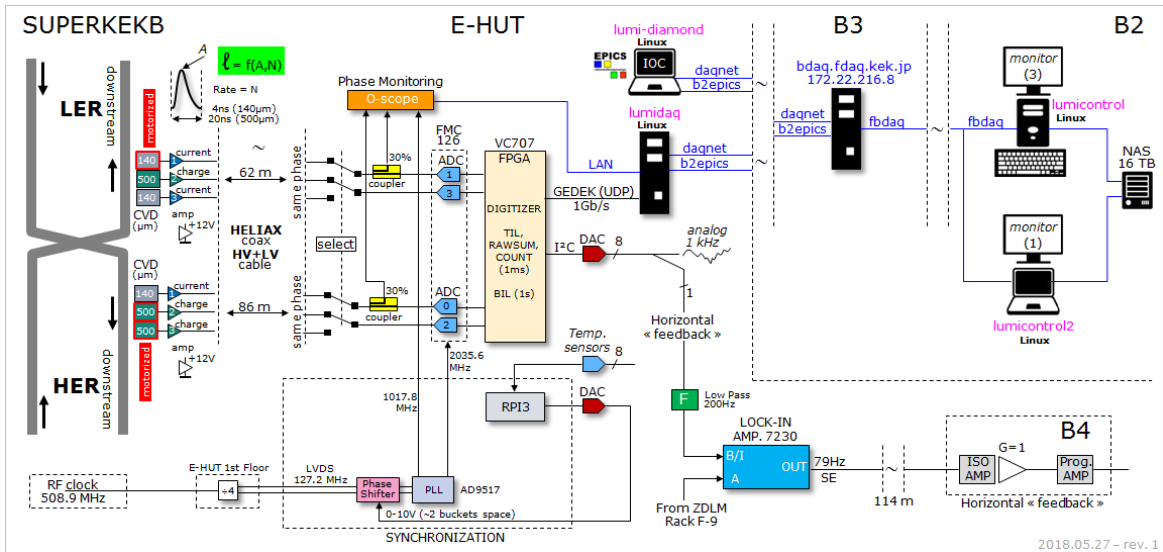 SUPERKEKB
E-HUT
B3
B2
A
ℓ = f(A,N)
Rate = N
4ns (140µm)
20ns (500µm)
downstream
LER
motorized
140
500
140
1
2
3
current
charge
current
CVD
(µm)
amp
+12V
~
62 m
HELIAX
coax
HV+LV
cable
86 m
CVD
(µm)
140
500
500
1
2
3
current
charge
charge
amp
+12V
motorized
HER
downstream
same phase
same phase
select
Phase Monitoring
O-scope
30%
coupler
30%
coupler
FMC
126
ADC
1
3
ADC
0
2
VC707
FPGA
DIGITIZER
TIL,
RAWSUM,
COUNT
(1ms)
BIL (1s)
lumi-diamond
Linux
EPICS
IOC
daqnet
b2epics
~
lumidaq
Linux
LAN
daqnet
b2epics
~
GEDEK (UDP)
1Gb/s
I²C
DAC
8
analog
1 kHz
1
Horizontal
« feedback »
bdaq.fdaq.kek.jp
172.22.216.8
daqnet
b2epics
fbdaq
~
fbdaq
monitor
(3)
lumicontrol
Linux
NAS
16 TB
monitor
(1)
lumicontrol2
Linux
2035.6
MHz
1017.8
MHz
Temp.
sensors
8
RPI3
DAC
F
Low Pass
200Hz
LOCK-IN
AMP. 7230
B/I
A
OUT
79Hz
SE
~
114 m
From ZDLM
Rack F-9
B4
G=1
ISO
AMP
Prog.
AMP
Horizontal « feedback »
RF clock
508.9 MHz
E-HUT 1st Floor
÷4
LVDS
127.2 MHz
Phase
Shifter
PLL
AD9517
0-10V (~2 buckets space)
SYNCHRONIZATION
2018.05.27 – rev. 1